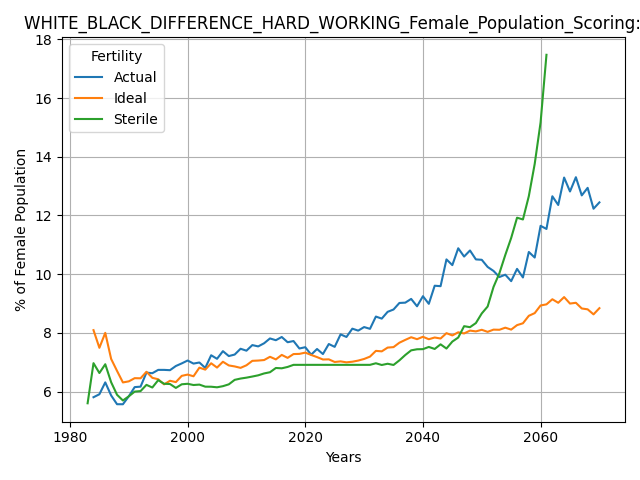 WHITE_BLACK_DIFFERENCE_HARD_WORKING_Female_Population_Scoring:
18
16
14
12
10
8
6
% of Female Population
Fertility
Actual
Ideal
Sterile
1980
2000
2020
2040
2060
Years